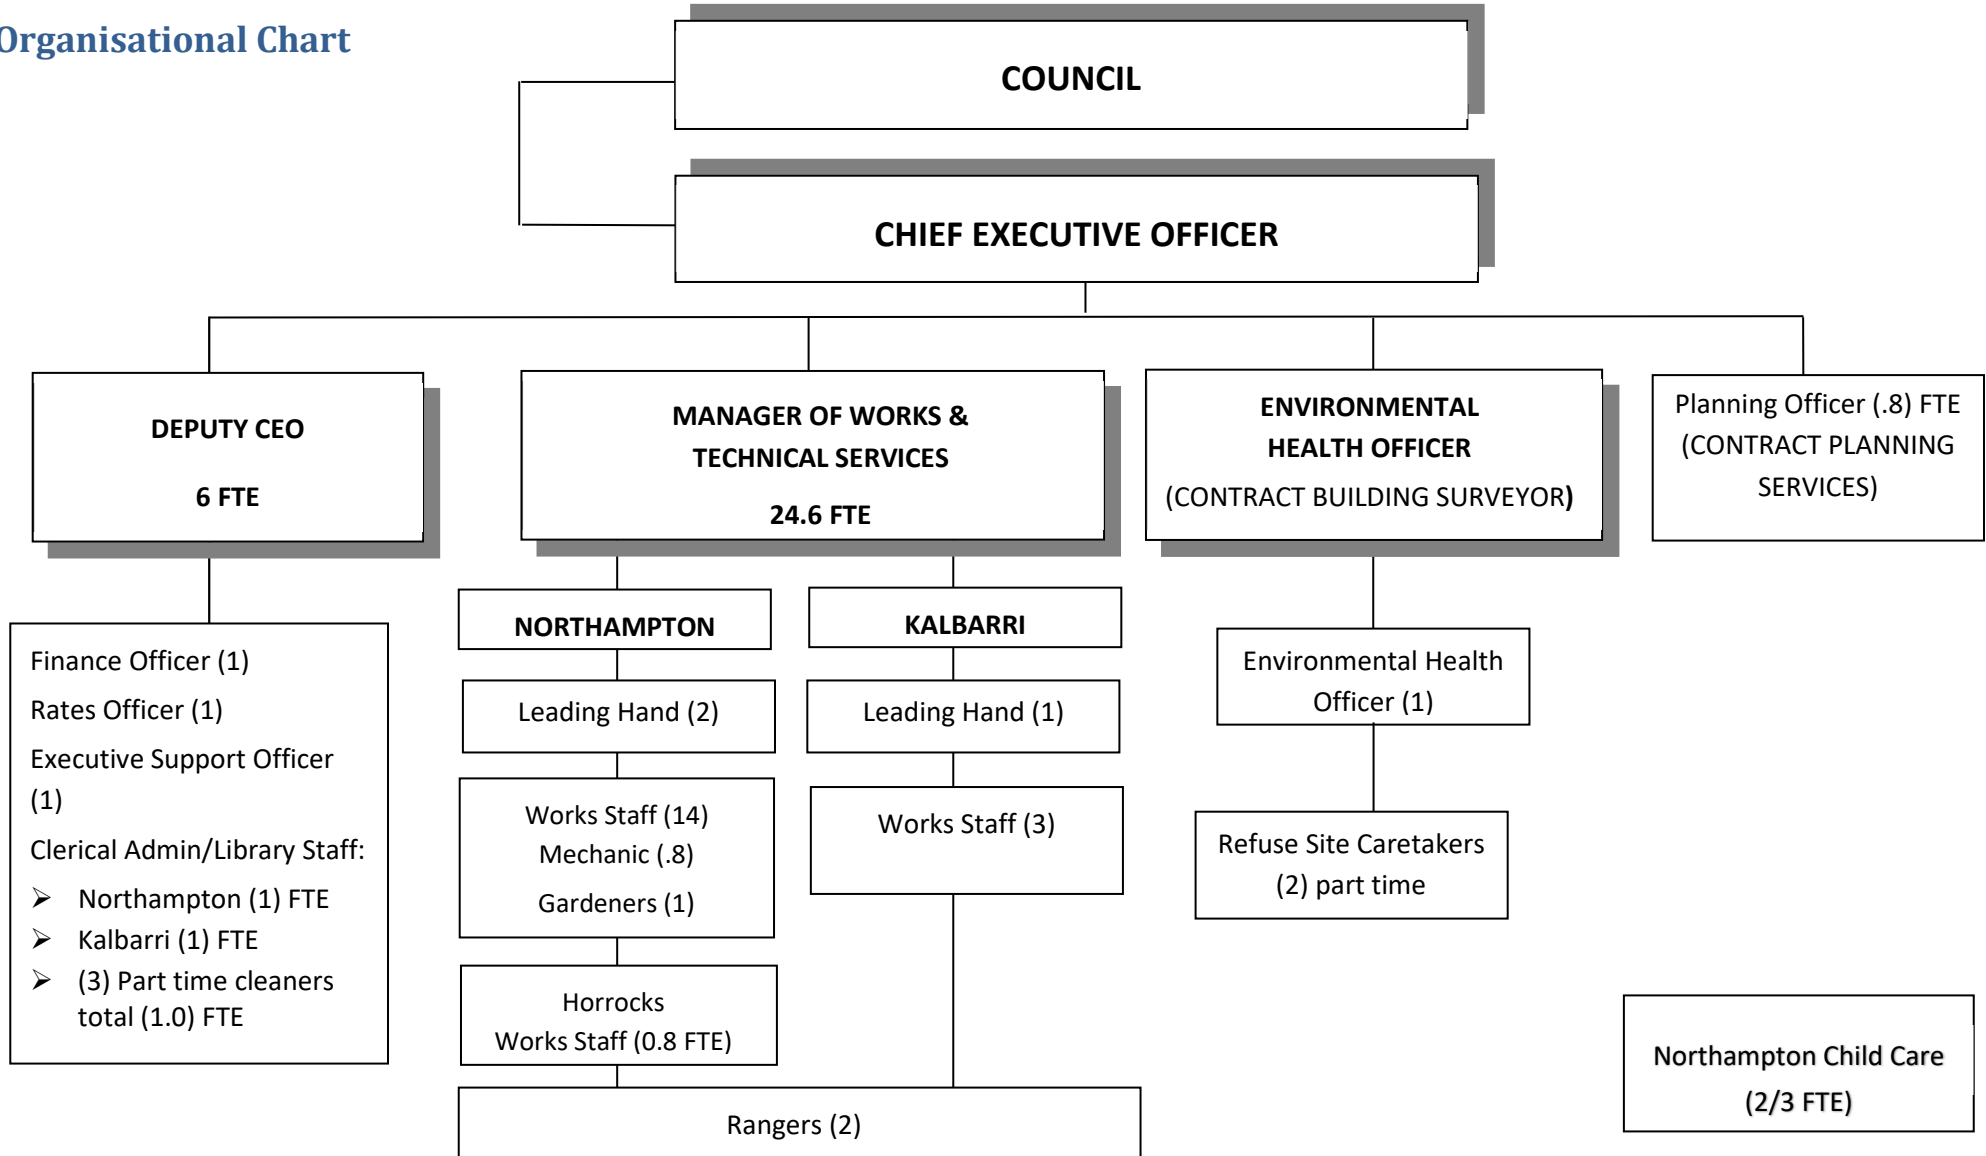 Organisational Chart
COUNCIL
CHIEF EXECUTIVE OFFICER
DEPUTY CEO
6 FTE
MANAGER OF WORKS &
TECHNICAL SERVICES
24.6 FTE
ENVIRONMENTAL
HEALTH OFFICER
(CONTRACT BUILDING SURVEYOR)
Planning Officer (.8) FTE
(CONTRACT PLANNING
SERVICES)
Finance Officer (1)
Rates Officer (1)
Executive Support Officer
(1)
Clerical Admin/Library Staff:
➢ Northampton (1) FTE
➢ Kalbarri (1) FTE
➢ (3) Part time cleaners
total (1.0) FTE
NORTHAMPTON
Leading Hand (2)
Works Staff (14)
Mechanic (.8)
Gardeners (1)
Horrocks
Works Staff (0.8 FTE)
KALBARRI
Leading Hand (1)
Works Staff (3)
Rangers (2)
Environmental Health
Officer (1)
Refuse Site Caretakers
(2) part time
Northampton Child Care
(2/3 FTE)